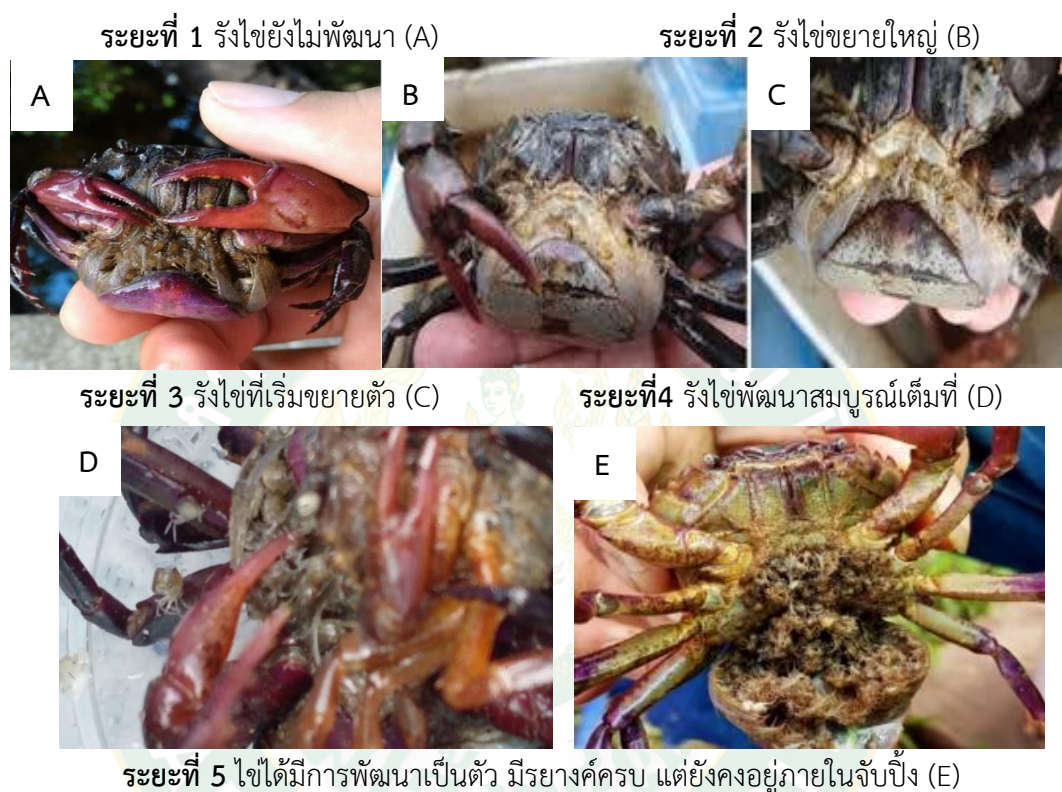 ระยะที่ 1 รังไข่ยังไม่พัฒนา (A)
ระยะที่ 2 รังไข่ขยายใหญ่ (B)
A
B
C
ระยะที่ 3 รังไข่ที่เริ่มขยายตัว (C)
ระยะที่4 รังไข่พัฒนาสมบูรณ์เต็มที่ (D)
D
E
ระยะที่ 5 ไข่ได้มีการพัฒนาเป็นตัว มีรยางค์ครบ แต่ยังคงอยู่ภายในจับปิ้ง (E)